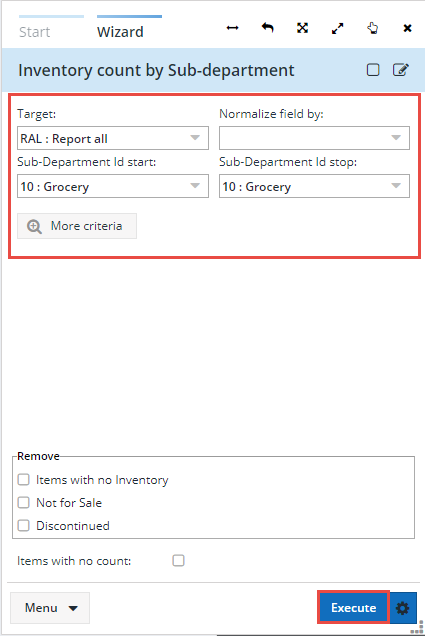 Start Wizard
Inventory count by Sub-department
Target: Normalize field by:
RAL : Report all
Sub-Department Id start: Sub-Department Id stop:
10 : Grocery 10 : Grocery
More criteria
Remove
Items with no Inventory
Not for Sale
Discontinued
Items with no count:
Menu Execute